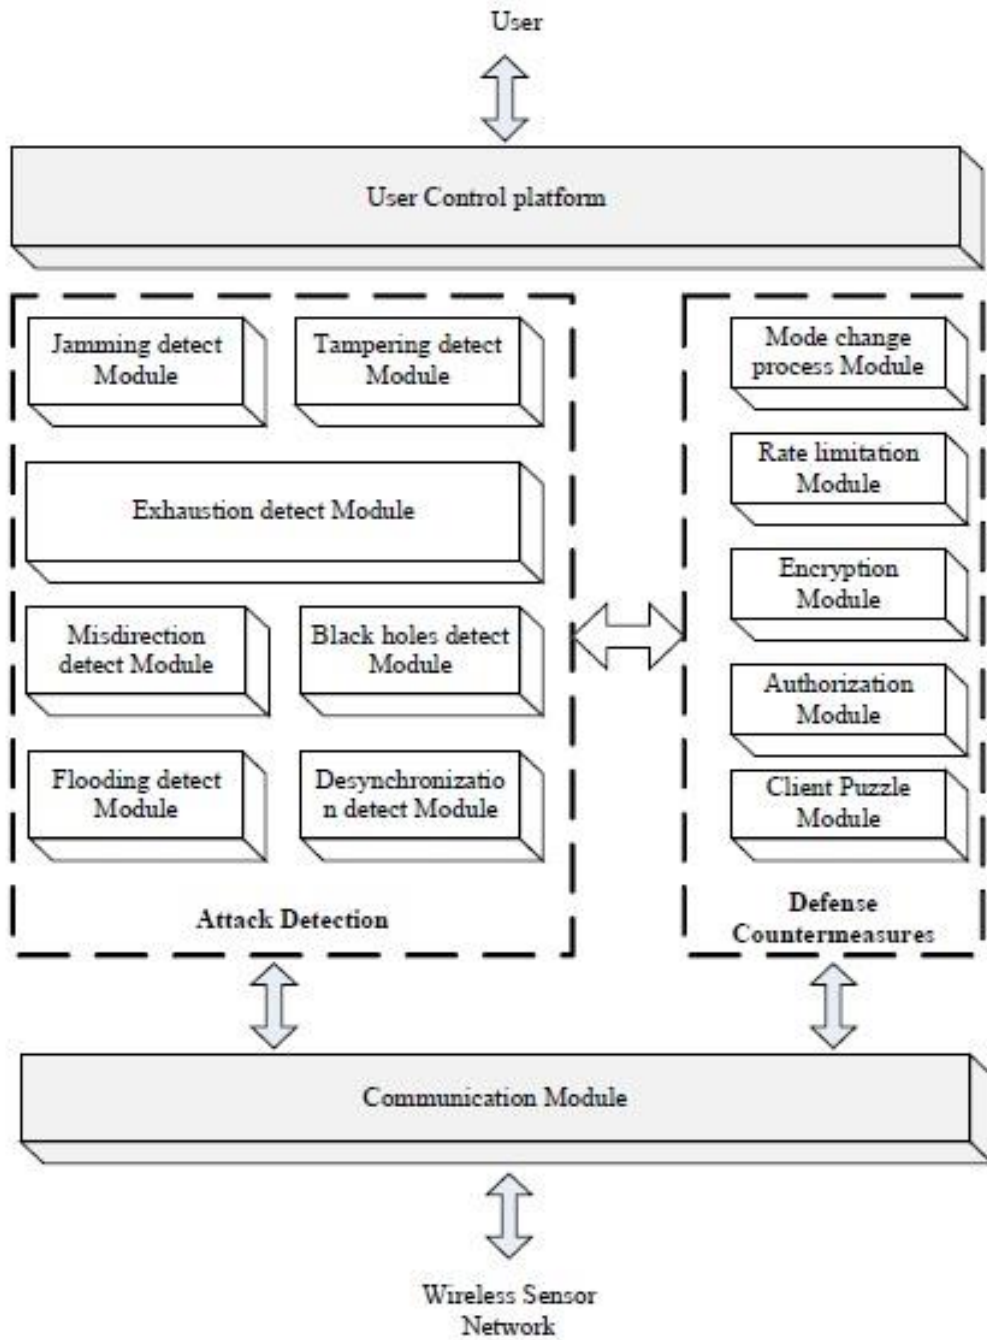 User
User Control platform
Jamming detect
Module
Tampering detect
Module
Exhaustion detect Module
Misdirection
detect Module
Black holes detect
Module
Flooding detect
Module
Desynchronizatio
n detect Module
Attack Detection
Mode change
process Module
Rate limitation
Module
Encryption
Module
Authorization
Module
Client Puzzle
Module
Defense
Countermeasures
Communication Module
Wireless Sensor
Network